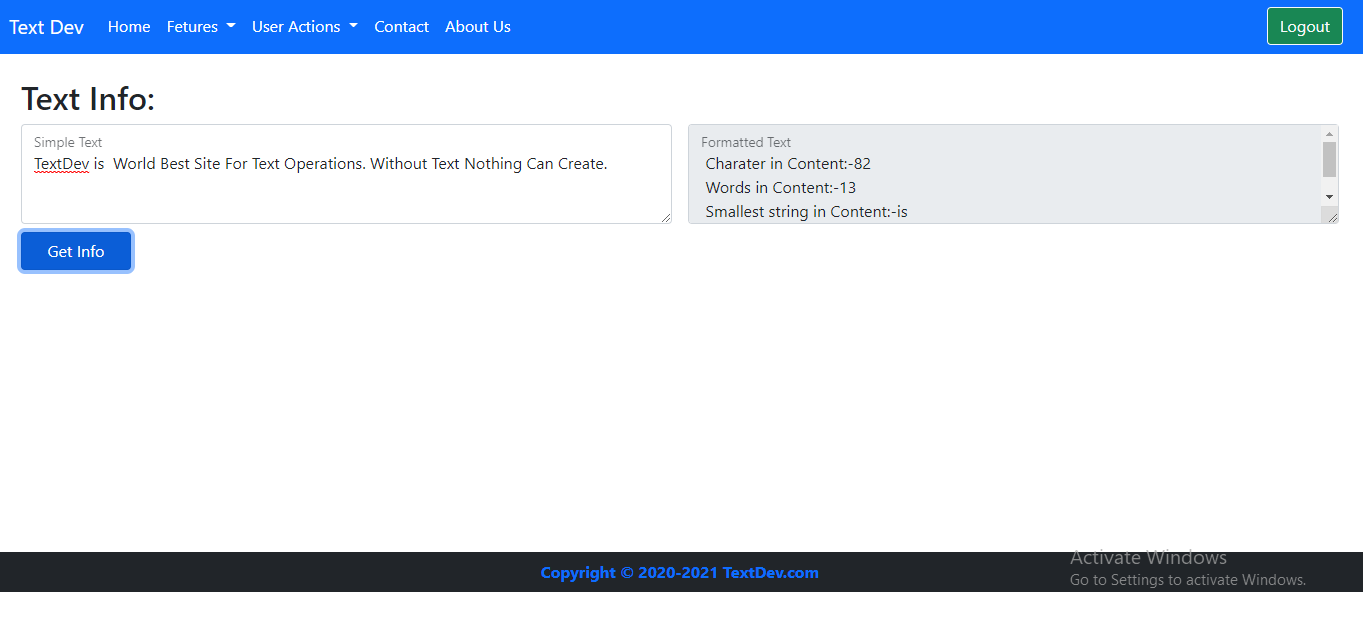 Text Dev Home Fetures User Actions Contact About Us Logout
Text Info:
Simple Text
TextDev is  World Best Site For Text Operations. Without Text Nothing Can Create.
Formatted Text
Charater in Content:-82
Words in Content:-13
Smallest string in Content:-is
Get Info
Copyright © 2020-2021 TextDev.com
Activate Windows
Go to Settings to activate Windows.